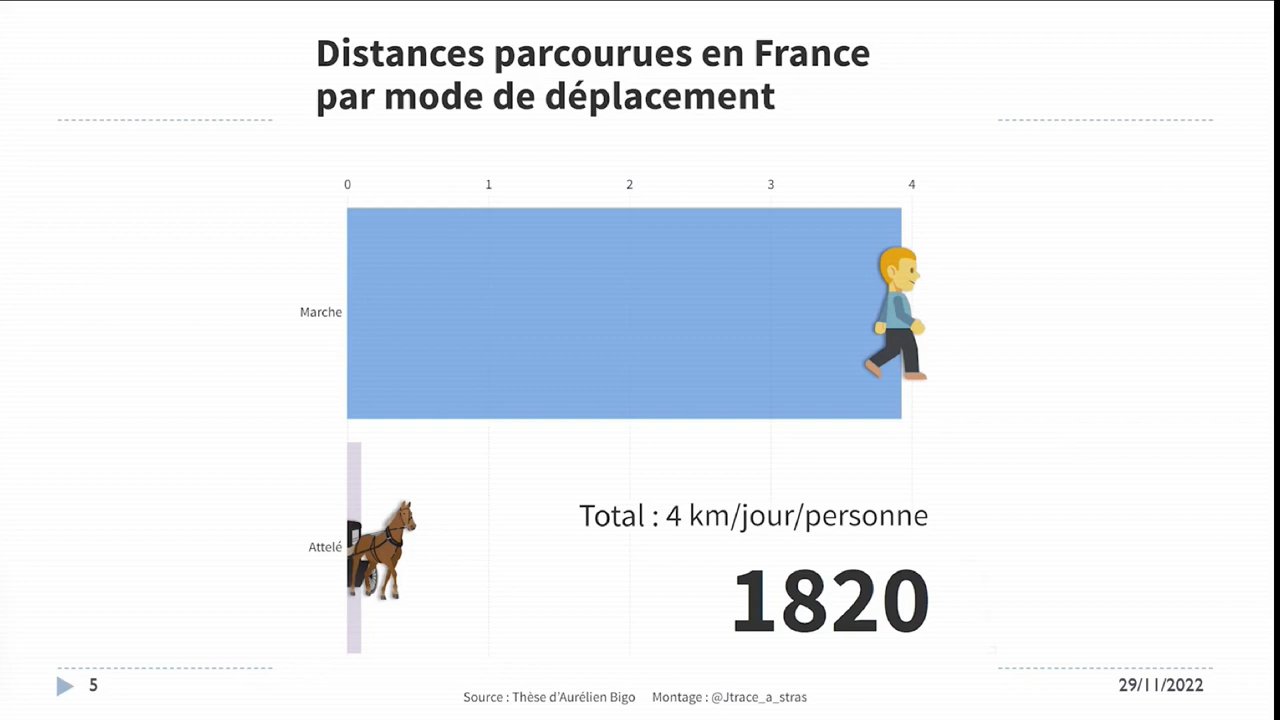 Distances parcourues en France
par mode de déplacement
0 1 2 3 4
Marche
Attelé
Total : 4 km/jour/personne
1820
5
Source : Thèse d'Aurélien Bigo Montage : @Jtrace_a_stras
29/11/2022